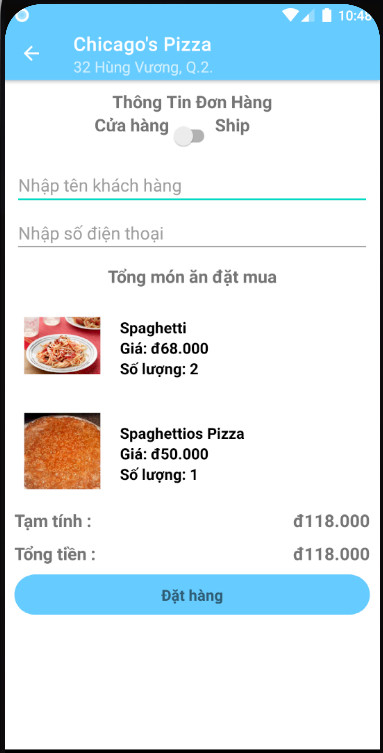 10:48
Chicago's Pizza
32 Hùng Vương, Q.2.
Thông Tin Đơn Hàng
Cửa hàng Ship
Nhập tên khách hàng
Nhập số điện thoại
Tổng món ăn đặt mua
Spaghetti
Giá: đ68.000
Số lượng: 2
Spaghettios Pizza
Giá: đ50.000
Số lượng: 1
Tạm tính : đ118.000
Tổng tiền : đ118.000
Đặt hàng